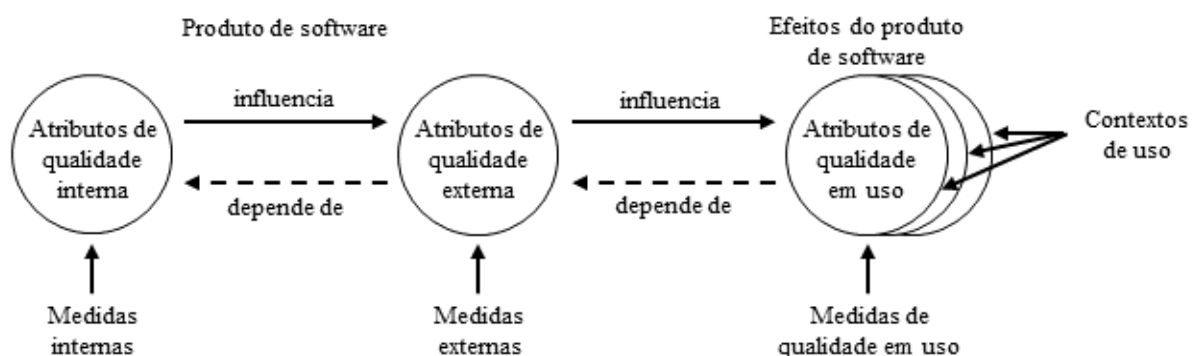 Produto de software
Efeitos do produto
de software
influencia
influencia
Atributos de
qualidade
interna
Atributos de
qualidade
externa
Atributos de
qualidade
em uso
Contextos
de uso
depende de
depende de
Medidas
internas
Medidas
externas
Medidas de
qualidade em uso